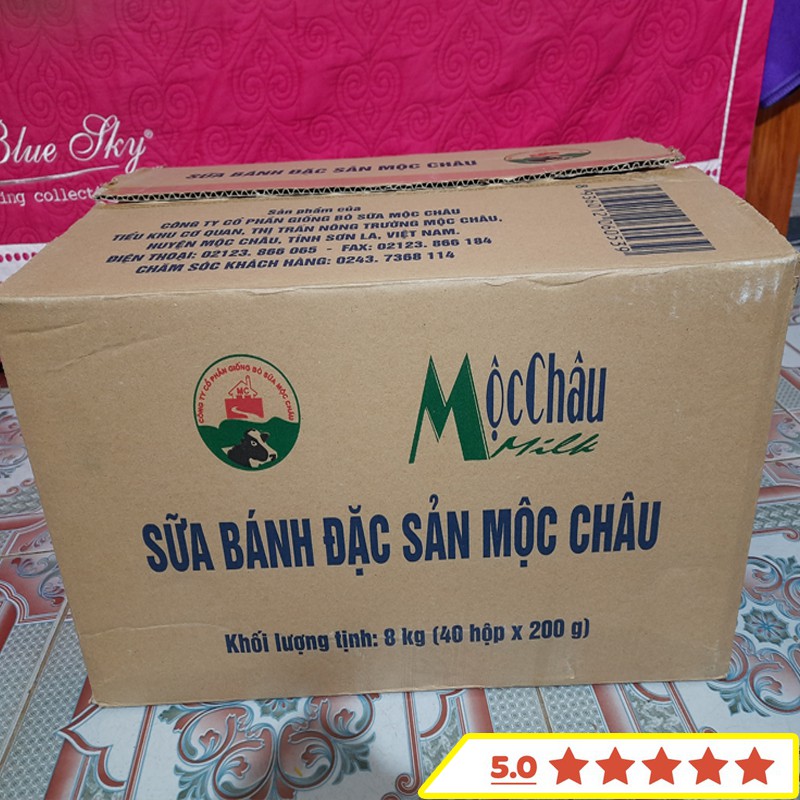 Blue Sky®
SỮA BÁNH ĐẶC SẢN MỘC CHÂU
Sản phẩm của
CÔNG TY CỔ PHẦN GIỐNG BÒ SỮA MỘC CHÂU
TIỂU KHU CƠ QUAN, THỊ TRẤN NÔNG TRƯỜNG MỘC CHÂU,
HUYỆN MỘC CHÂU, TỈNH SƠN LA, VIỆT NAM.
ĐIỆN THOẠI: 02123. 866 065 - FAX: 02123. 866 184
CHĂM SÓC KHÁCH HÀNG: 0243. 7368 114
CÔNG TY CỔ PHẦN GIỐNG BÒ SỮA MỘC CHÂU
MC
MộcChâu
Milk
SỮA BÁNH ĐẶC SẢN MỘC CHÂU
Khối lượng tịnh: 8 kg (40 hộp x 200 g)
5.0